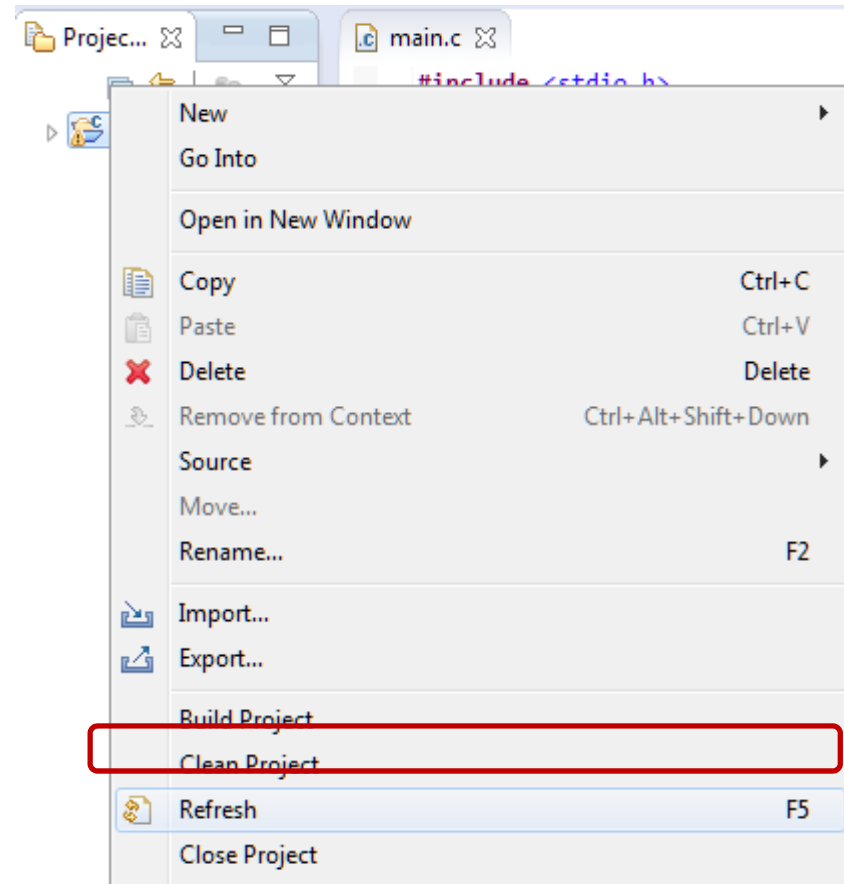 Projec...
main.c
#include <stdio.h>
New
Go Into
Open in New Window
Copy Ctrl+C
Paste Ctrl+V
Delete Delete
Remove from Context Ctrl+Alt+Shift+Down
Source
Move...
Rename... F2
Import...
Export...
Build Project
Clean Project
Refresh F5
Close Project